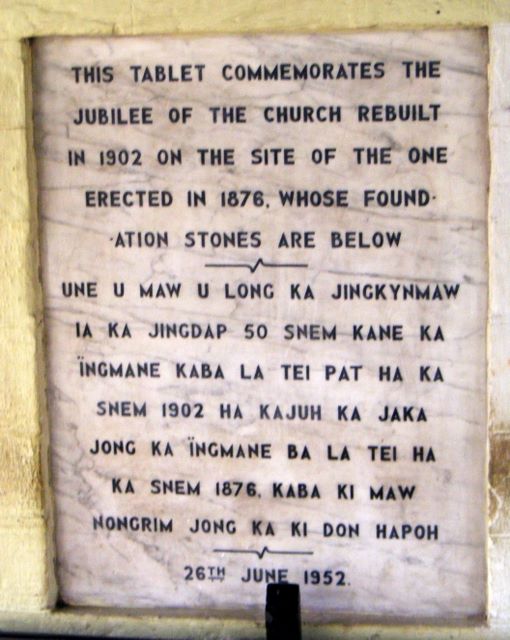 THIS TABLET COMMEMORATES THE
JUBILEE OF THE CHURCH REBUILT
IN 1902 ON THE SITE OF THE ONE
ERECTED IN 1876, WHOSE FOUND-
-ATION STONES ARE BELOW
UNE U MAW U LONG KA JINGKYNMAW
IA KA JINGDAP 50 SNEM KANE KA
ÏNGMANE KABA LA TEI PAT HA KA
SNEM 1902 HA KAJUH KA JAKA
JONG KA ÏNGMANE BA LA TEI HA
KA SNEM 1876, KABA KI MAW
NONGRIM JONG KA KI DON HAPOH
26TH JUNE 1952.